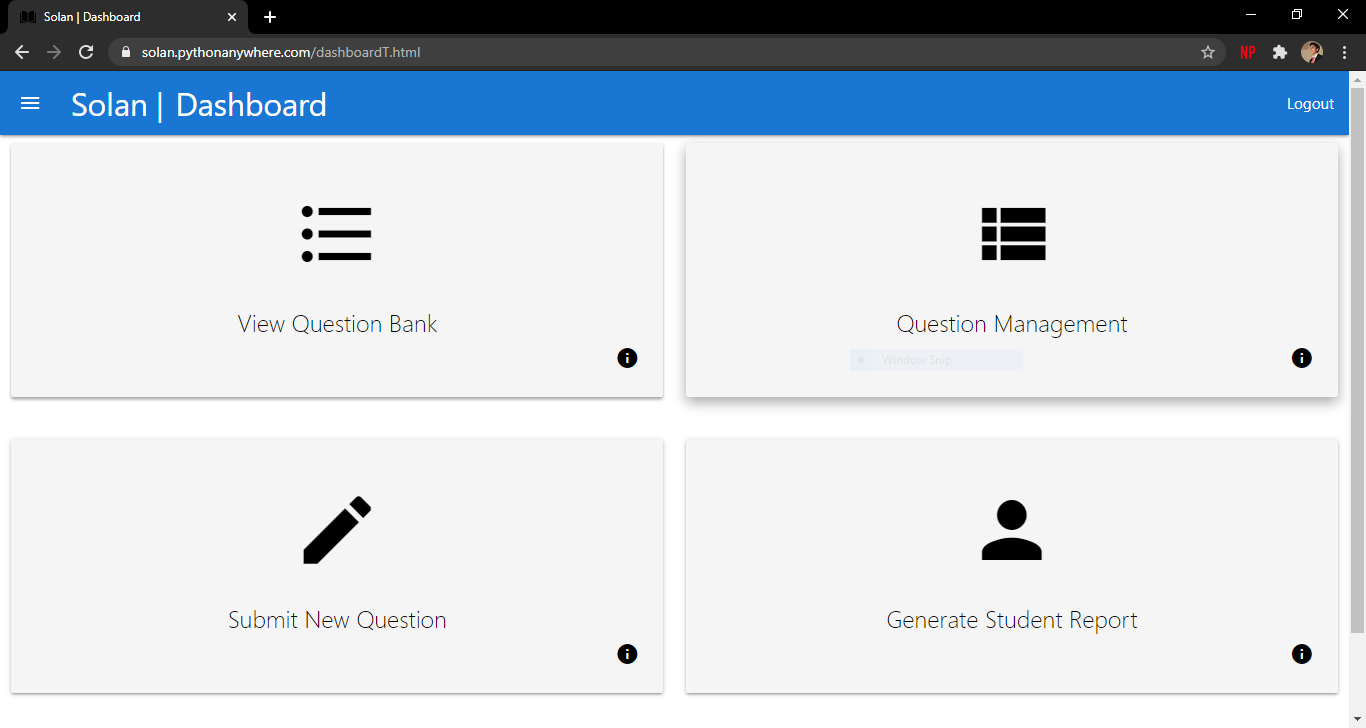 Solan | Dashboard
solan.pythonanywhere.com/dashboardT.html
NP
Solan | Dashboard
Logout
View Question Bank
Question Management
Window Snip
Submit New Question
Generate Student Report